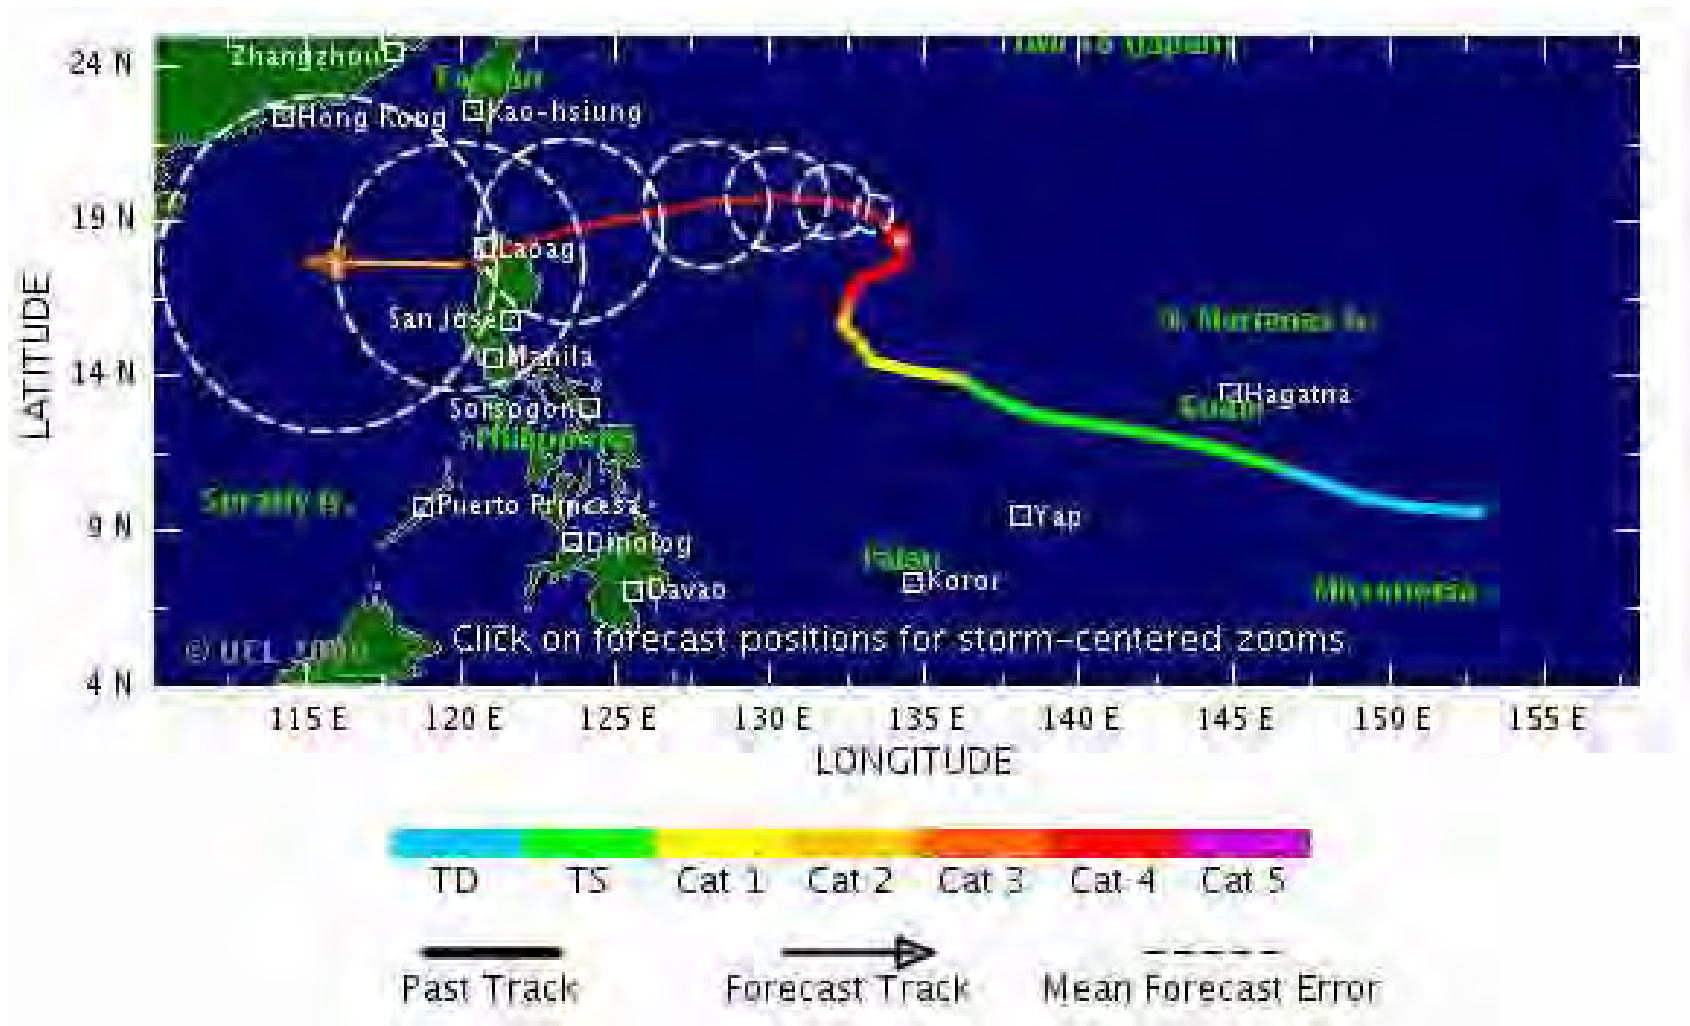 24 N
19 N
14 N
9 N
4 N
LATITUDE
Zhangzhou
Hong Kong
Kao-hsiung
Laoag
San Jose
Manila
Sorsogon
Philippines
Puerto Princesa
Dinolog
Davao
N. Marianas Is.
Hagatna
Guam
Yap
Palau
Koror
Micronesia
Spratly Is.
© UCL
Click on forecast positions for storm-centered zooms.
115 E 120 E 125 E 130 E 135 E 140 E 145 E 150 E 155 E
LONGITUDE
TD TS Cat 1 Cat 2 Cat 3 Cat 4 Cat 5
Past Track Forecast Track Mean Forecast Error